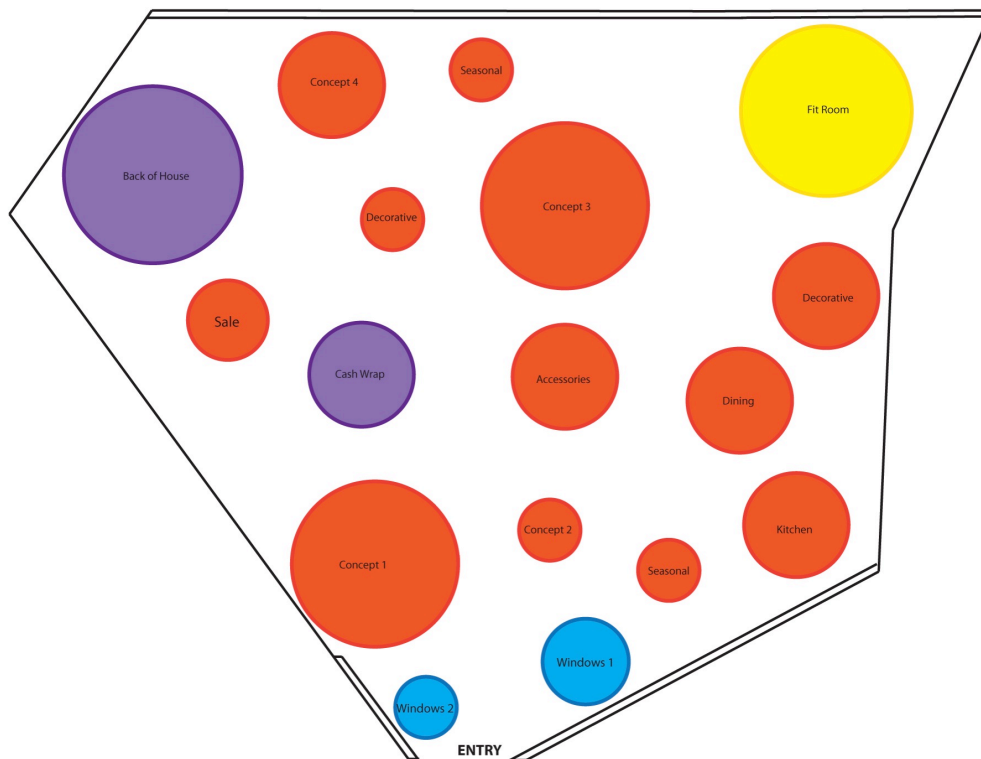 Seasonal
Concept 4
Fit Room
Back of House
Concept 3
Decorative
Decorative
Sale
Cash Wrap
Accessories
Dining
Concept 2
Kitchen
Concept 1
Seasonal
Windows 1
Windows 2
ENTRY